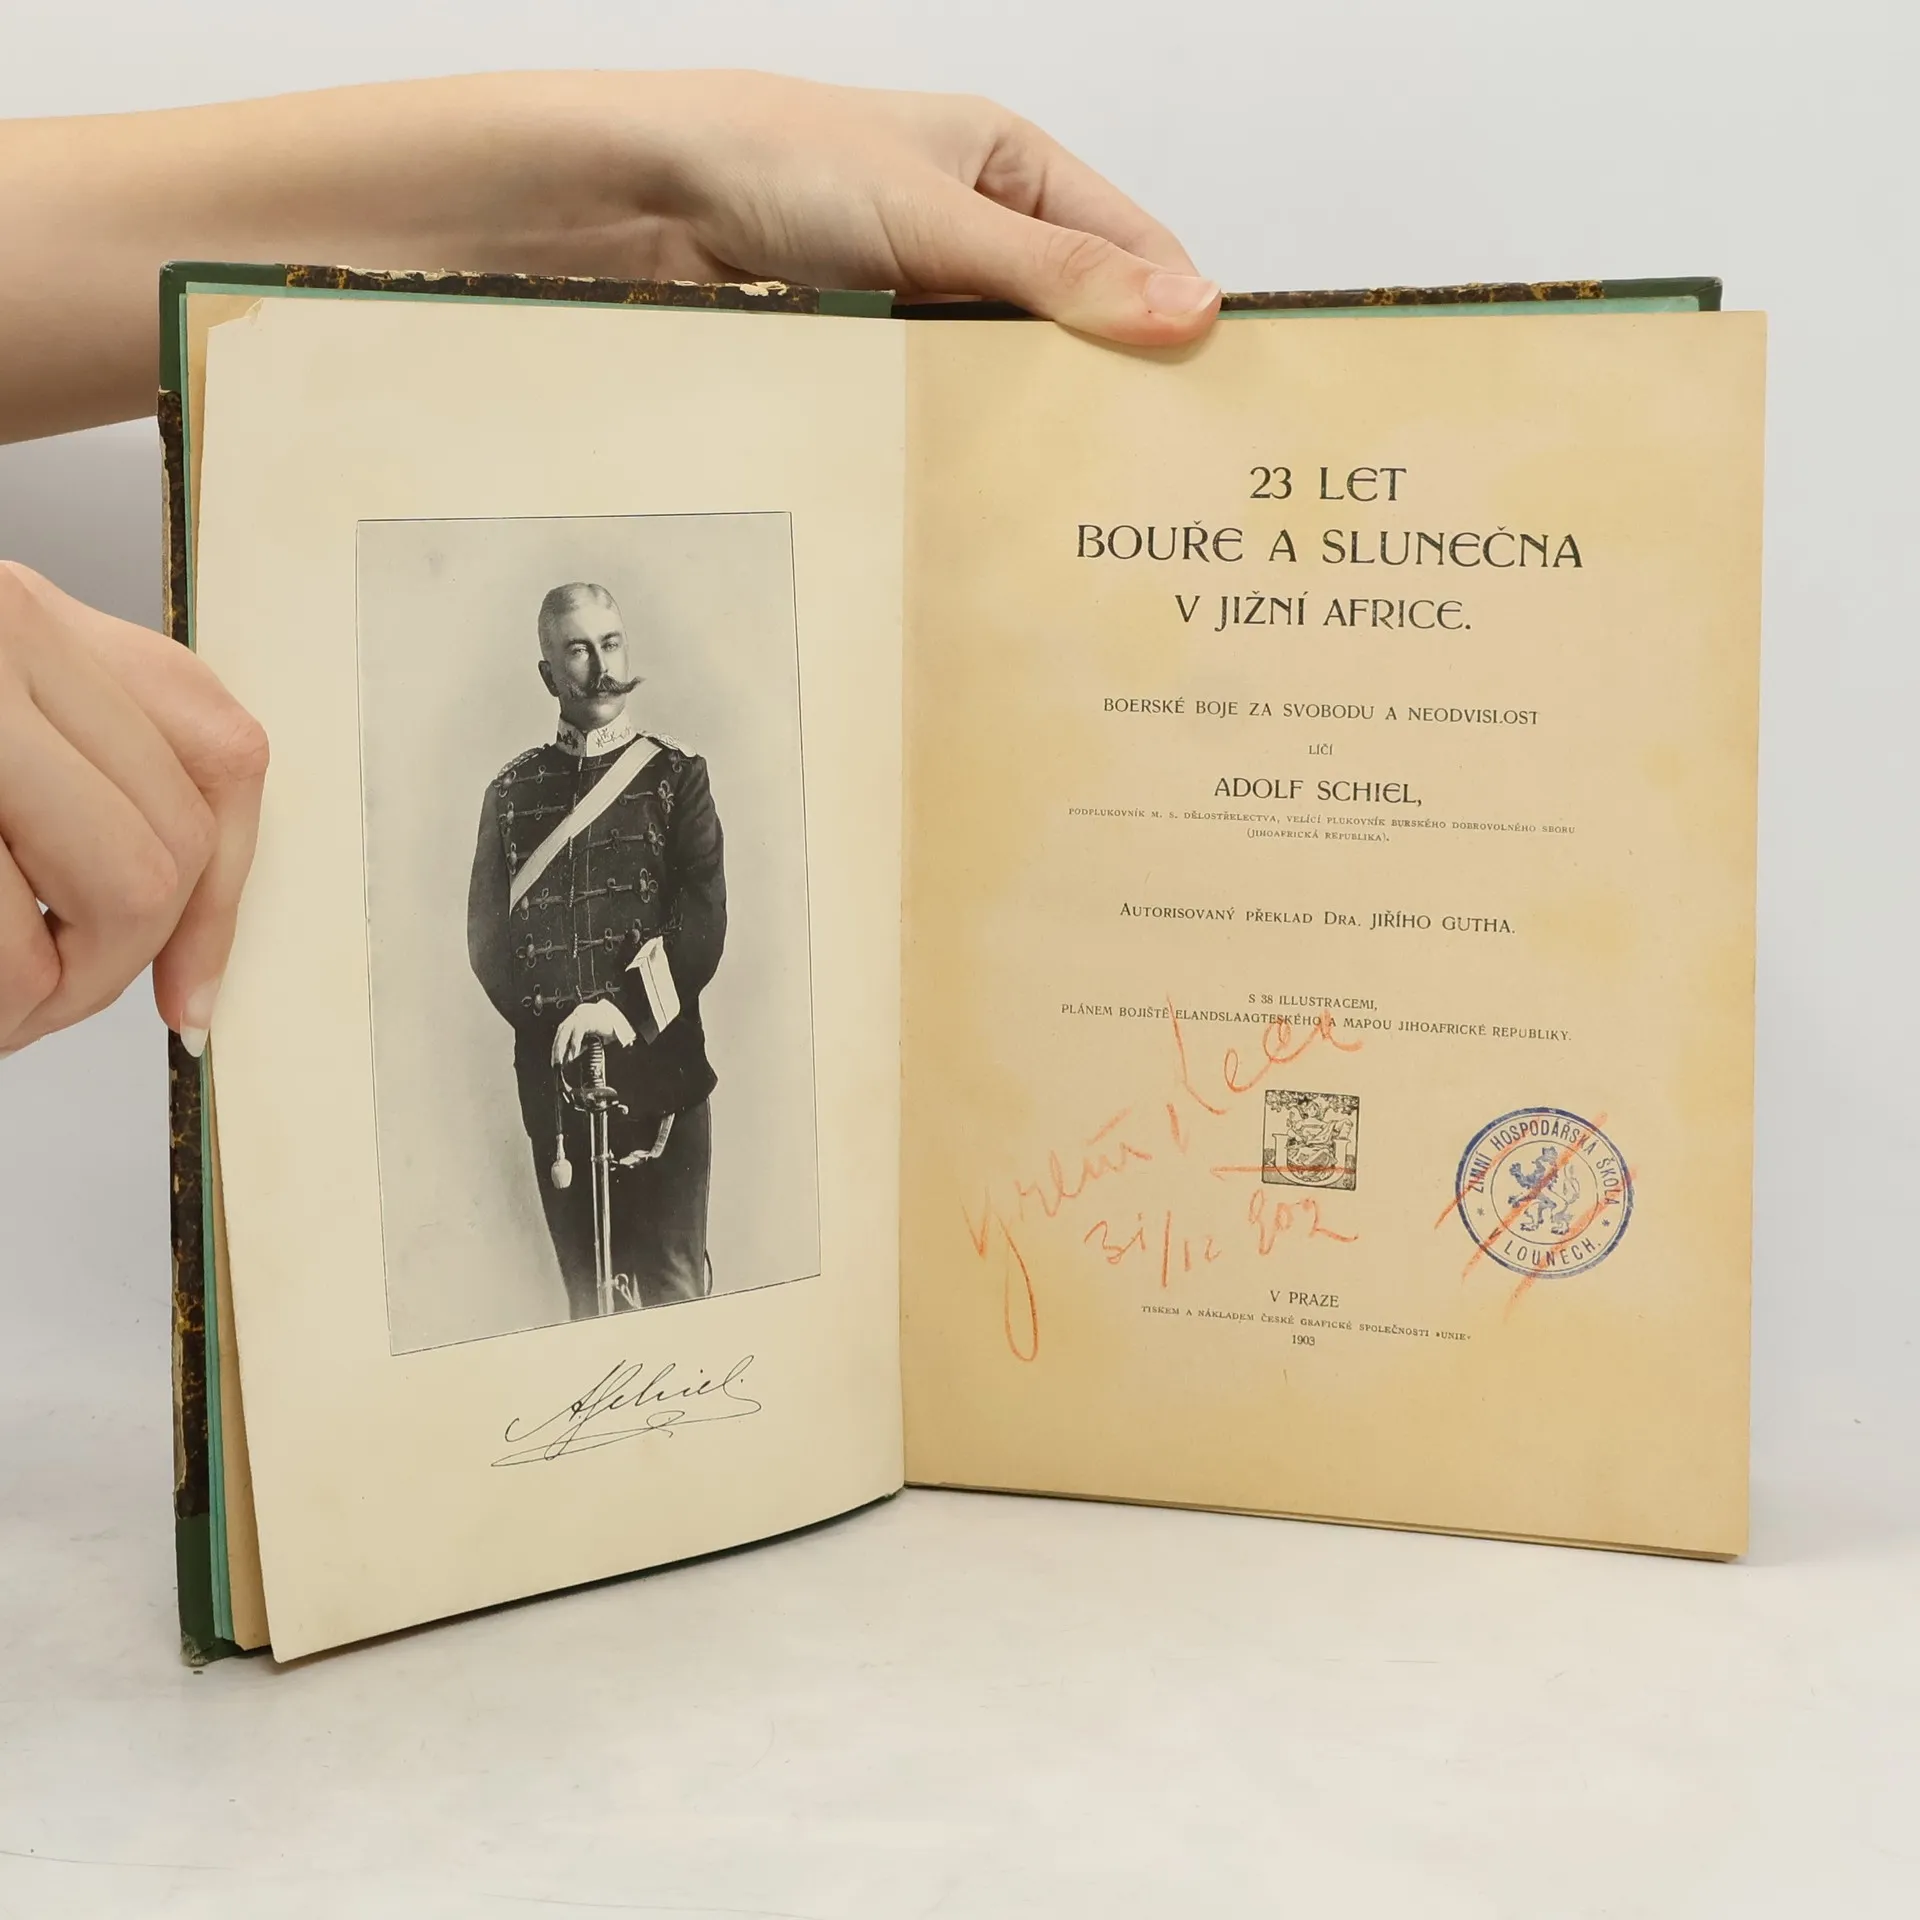 A Schiel.
23 LET
BOUŘE A SLUNEČNA
V JIŽNÍ AFRICE.
BOERSKÉ BOJE ZA SVOBODU A NEODVISLOST
LÍČÍ
ADOLF SCHIEL,
PODPLUKOVNÍK M. S. DĚLOSTŘELECTVA, VELÍCÍ PLUKOVNÍK BURSKÉHO DOBROVOLNÉHO SBORU
(JIHOAFRICKÁ REPUBLIKA).
AUTORISOVANÝ PŘEKLAD DRA. JIŘÍHO GUTHA.
S 38 ILLUSTRACEMI,
PLÁNEM BOJIŠTĚ ELANDSLAAGTESKÉHO A MAPOU JIHOAFRICKÉ REPUBLIKY.
31/12 902
ZIMNÍ HOSPODÁŘSKÁ ŠKOLA
* V LOUNECH. *
V PRAZE
TISKEM A NÁKLADEM ČESKÉ GRAFICKÉ SPOLEČNOSTI »UNIE«
1903